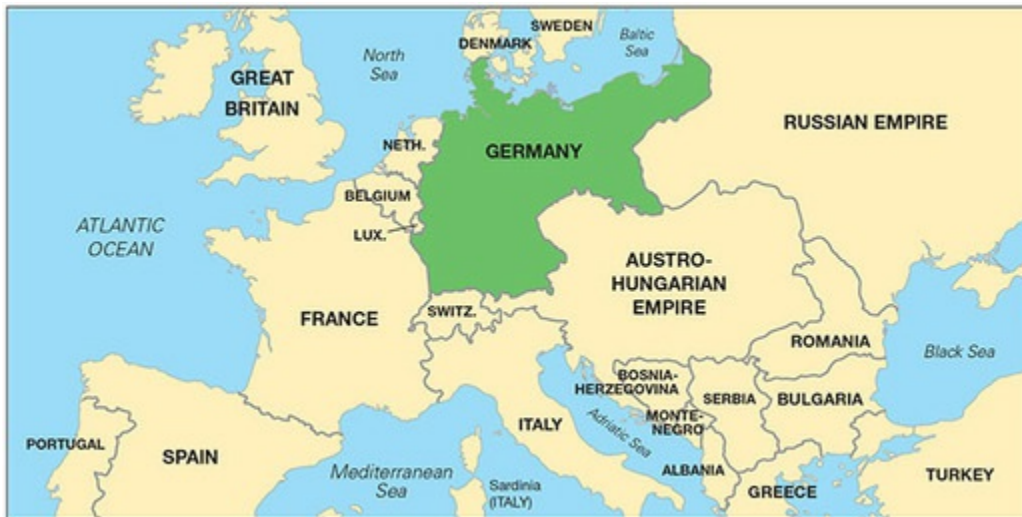 SWEDEN
DENMARK
Baltic
Sea
North
Sea
GREAT
BRITAIN
RUSSIAN EMPIRE
NETH.
GERMANY
BELGIUM
ATLANTIC
OCEAN
LUX.
AUSTRO-
HUNGARIAN
EMPIRE
FRANCE
SWITZ.
ROMANIA
Black Sea
BOSNIA-
HERZEGOVINA
SERBIA
BULGARIA
MONTE-
NEGRO
Adriatic Sea
ITALY
PORTUGAL
SPAIN
Mediterranean
Sea
Sardinia
(ITALY)
ALBANIA
GREECE
TURKEY